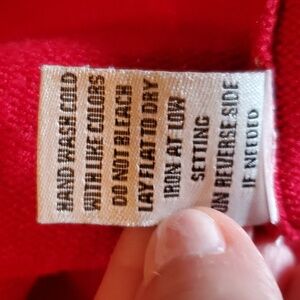 HAND WASH COLD
WITH LIKE COLORS
DO NOT BLEACH
LAY FLAT TO DRY
IRON AT LOW
SETTING
ON REVERSE SIDE
IF NEEDED